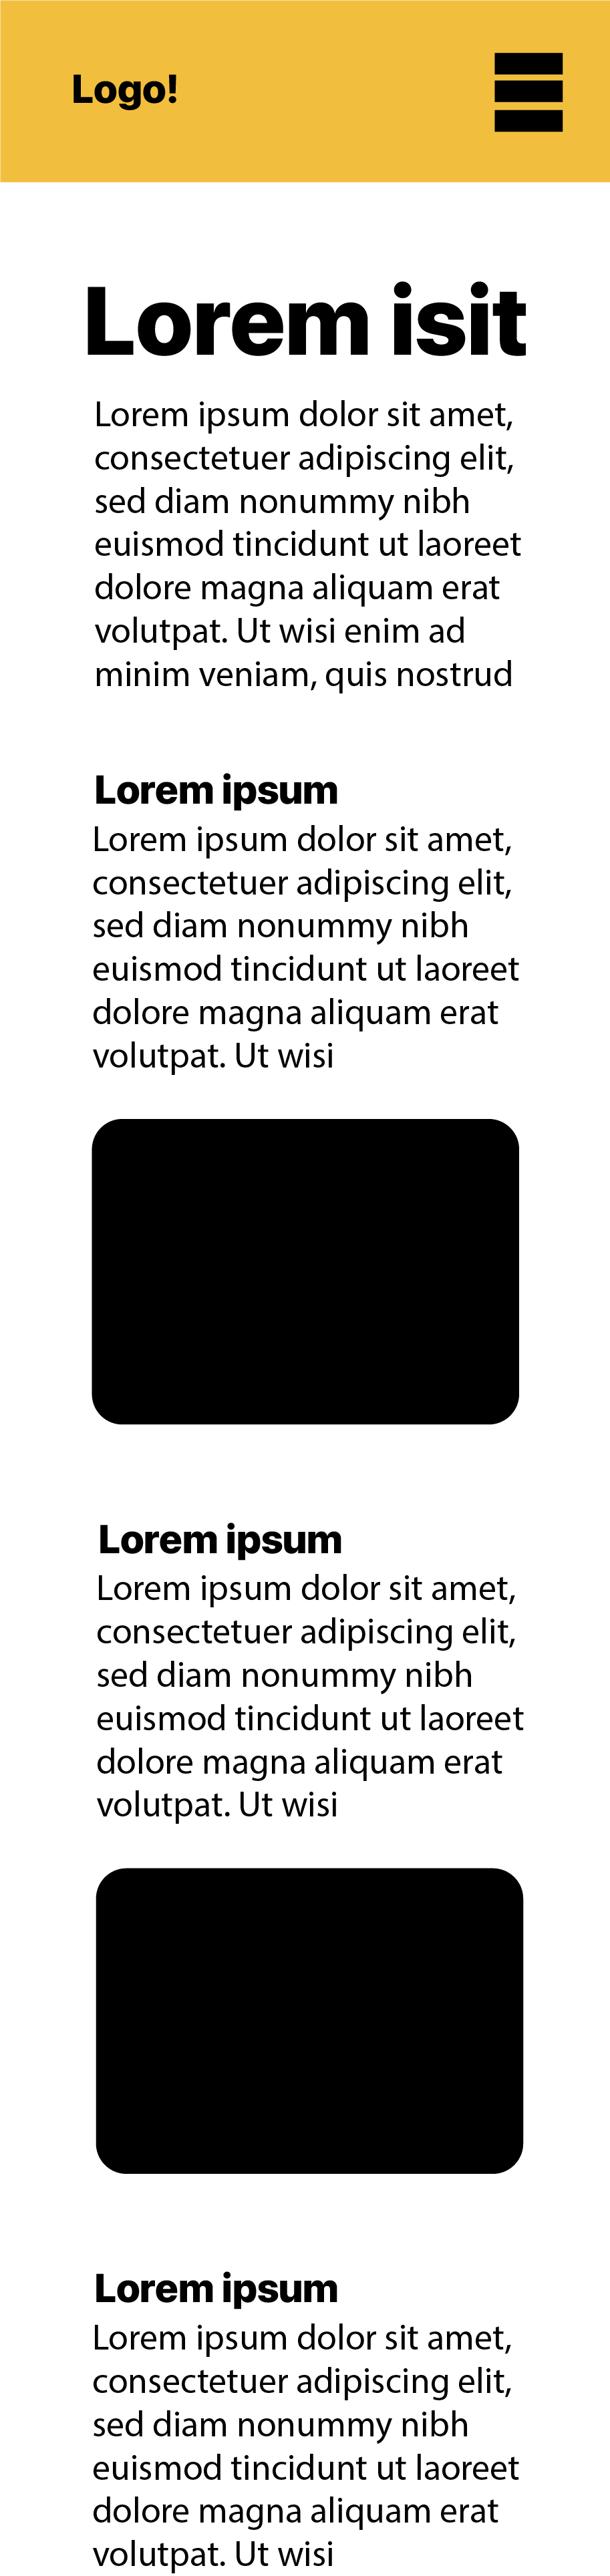 Logo!
Lorem isit
Lorem ipsum dolor sit amet,
consectetuer adipiscing elit,
sed diam nonummy nibh
euismod tincidunt ut laoreet
dolore magna aliquam erat
volutpat. Ut wisi enim ad
minim veniam, quis nostrud
Lorem ipsum
Lorem ipsum dolor sit amet,
consectetuer adipiscing elit,
sed diam nonummy nibh
euismod tincidunt ut laoreet
dolore magna aliquam erat
volutpat. Ut wisi
Lorem ipsum
Lorem ipsum dolor sit amet,
consectetuer adipiscing elit,
sed diam nonummy nibh
euismod tincidunt ut laoreet
dolore magna aliquam erat
volutpat. Ut wisi
Lorem ipsum
Lorem ipsum dolor sit amet,
consectetuer adipiscing elit,
sed diam nonummy nibh
euismod tincidunt ut laoreet
dolore magna aliquam erat
volutpat. Ut wisi